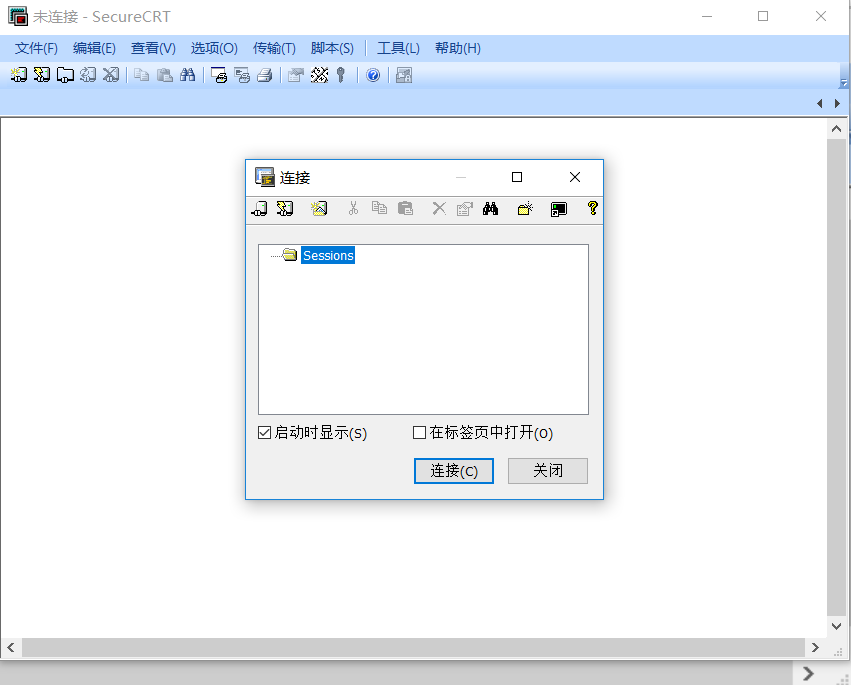 未连接 - SecureCRT
文件(F) 编辑(E) 查看(V) 选项(O) 传输(T) 脚本(S) 工具(L) 帮助(H)
连接
Sessions
启动时显示(S) 在标签页中打开(O)
连接(C) 关闭